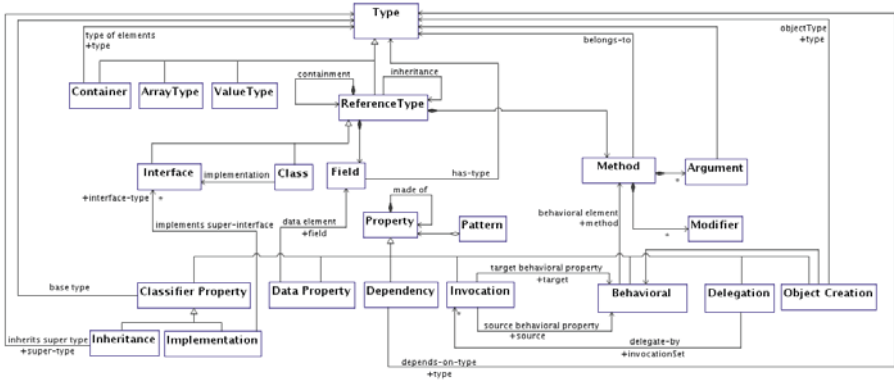 Type
type of elements
+type
belongs-to
objectType
+type
containment
inheritance
Container
ArrayType
ValueType
ReferenceType
Interface
implementation
Class
Field
has-type
Method
*
Argument
+interface-type
*
made of
implements super-interface
data element
+field
Property
Pattern
behavioral element
+method
*
Modifier
base type
Classifier Property
Data Property
Dependency
Invocation
target behavioral property
+target
Behavioral
Delegation
Object Creation
*
source behavioral property
+source
inherits super type
+super-type
Inheritance
Implementation
delegate-by
+invocationSet
depends-on-type
+type